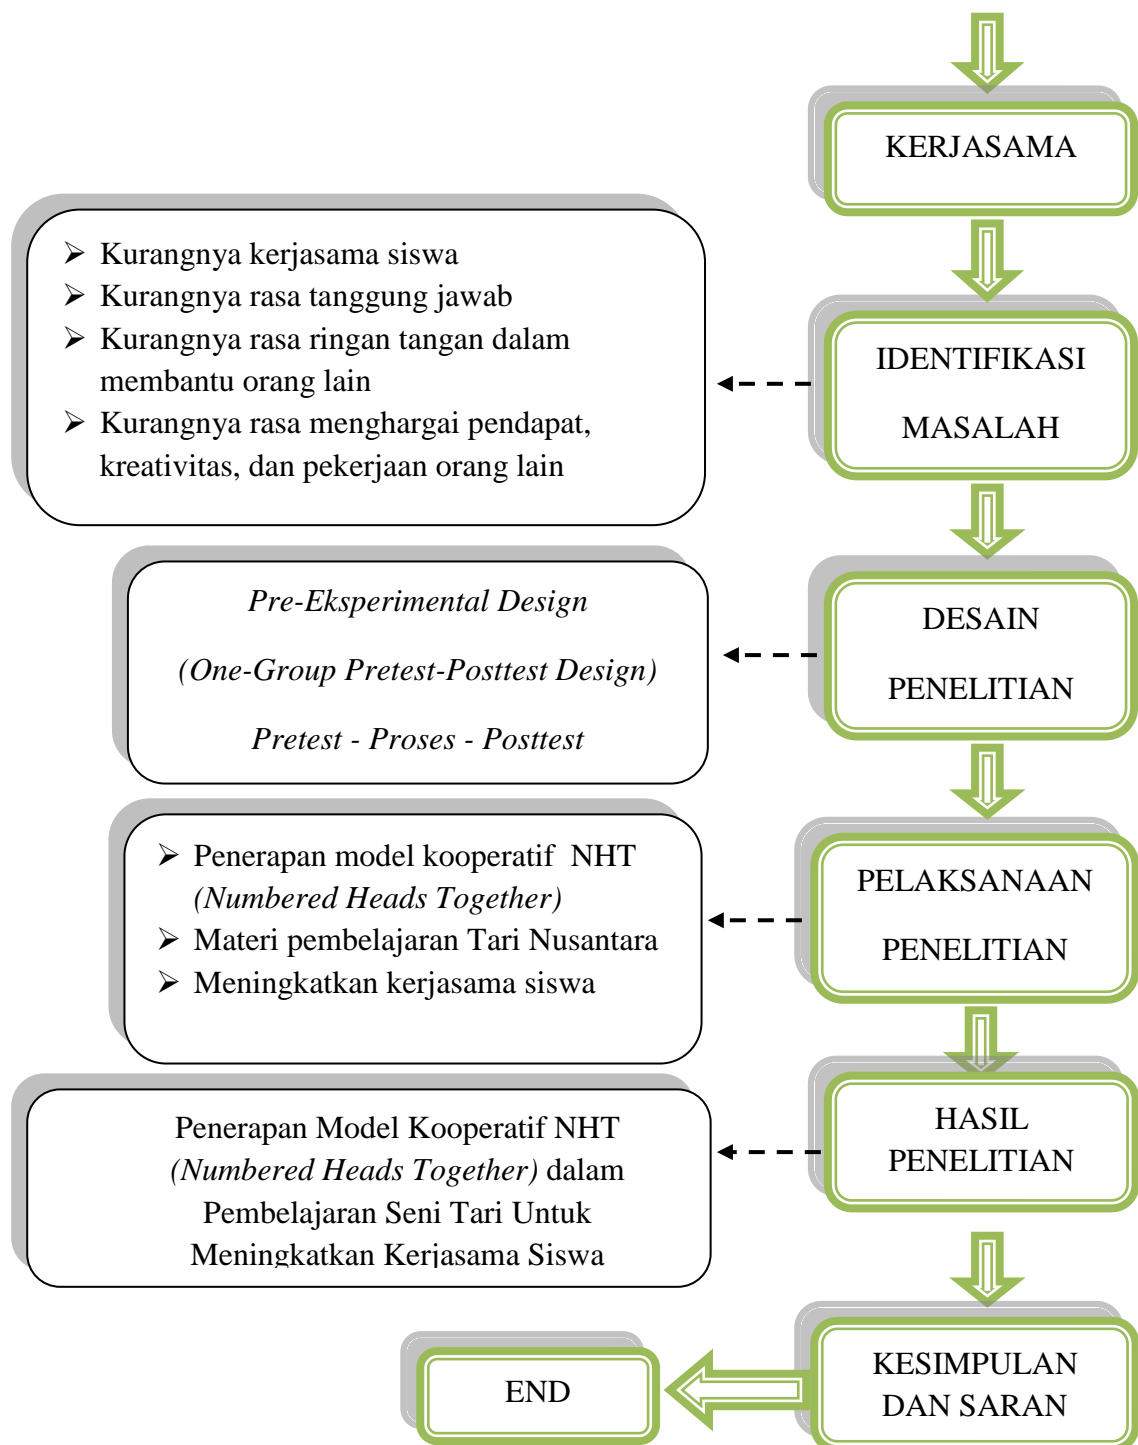 KERJASAMA
➢ Kurangnya kerjasama siswa
➢ Kurangnya rasa tanggung jawab
➢ Kurangnya rasa ringan tangan dalam
membantu orang lain
➢ Kurangnya rasa menghargai pendapat,
kreativitas, dan pekerjaan orang lain
IDENTIFIKASI
MASALAH
Pre-Eksperimental Design
(One-Group Pretest-Posttest Design)
Pretest - Proses - Posttest
DESAIN
PENELITIAN
➢ Penerapan model kooperatif NHT
(Numbered Heads Together)
➢ Materi pembelajaran Tari Nusantara
➢ Meningkatkan kerjasama siswa
PELAKSANAAN
PENELITIAN
Penerapan Model Kooperatif NHT
(Numbered Heads Together) dalam
Pembelajaran Seni Tari Untuk
Meningkatkan Kerjasama Siswa
HASIL
PENELITIAN
END
KESIMPULAN
DAN SARAN